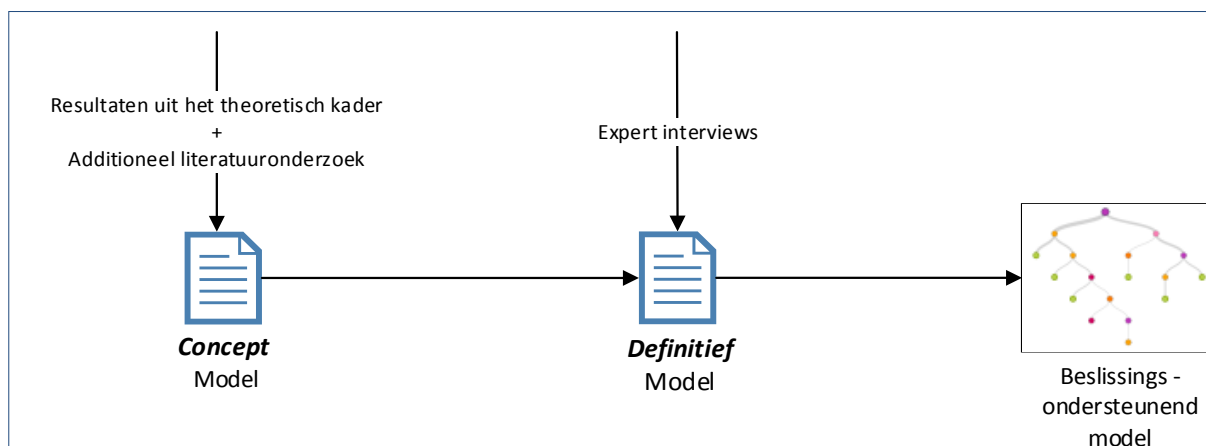 Resultaten uit het theoretisch kader
+
Additioneel literatuuronderzoek
Expert interviews
Concept
Model
Definitief
Model
Beslissings -
ondersteunend
model